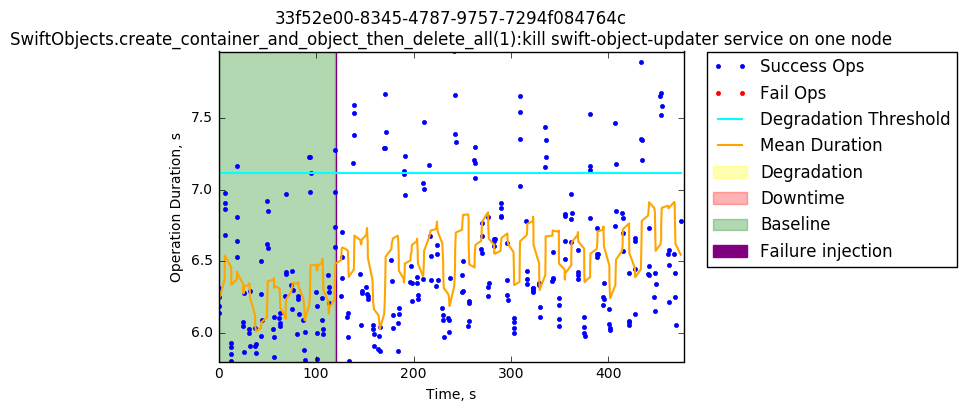 33f52e00-8345-4787-9757-7294f084764c
SwiftObjects.create_container_and_object_then_delete_all(1):kill swift-object-updater service on one node
Operation Duration, s
7.5
7.0
6.5
6.0
0 100 200 300 400
Time, s
Success Ops
Fail Ops
Degradation Threshold
Mean Duration
Degradation
Downtime
Baseline
Failure injection